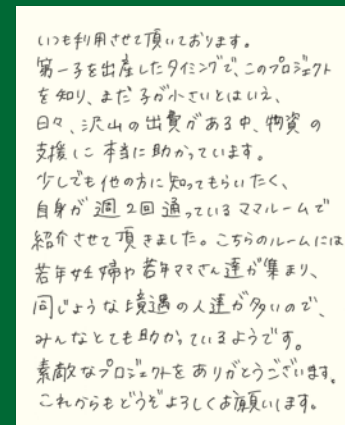 いつも利用させて頂いております。
第一子を出産したタイミングで、このプロジェクト
を知り、まだ子が小さいとはいえ、
日々、沢山の出費がある中、物資の
支援に本当に助かっています。
少しでも他の方に知ってもらいたく、
自身が週2回通っているママルームで
紹介させて頂きました。こちらのルームには
若年妊婦や若年ママさん達が集まり、
同じような境遇の人達が多いので、
みんなとても助かっているようです。
素敵なプロジェクトをありがとうございます。
これからもどうぞよろしくお願いします。